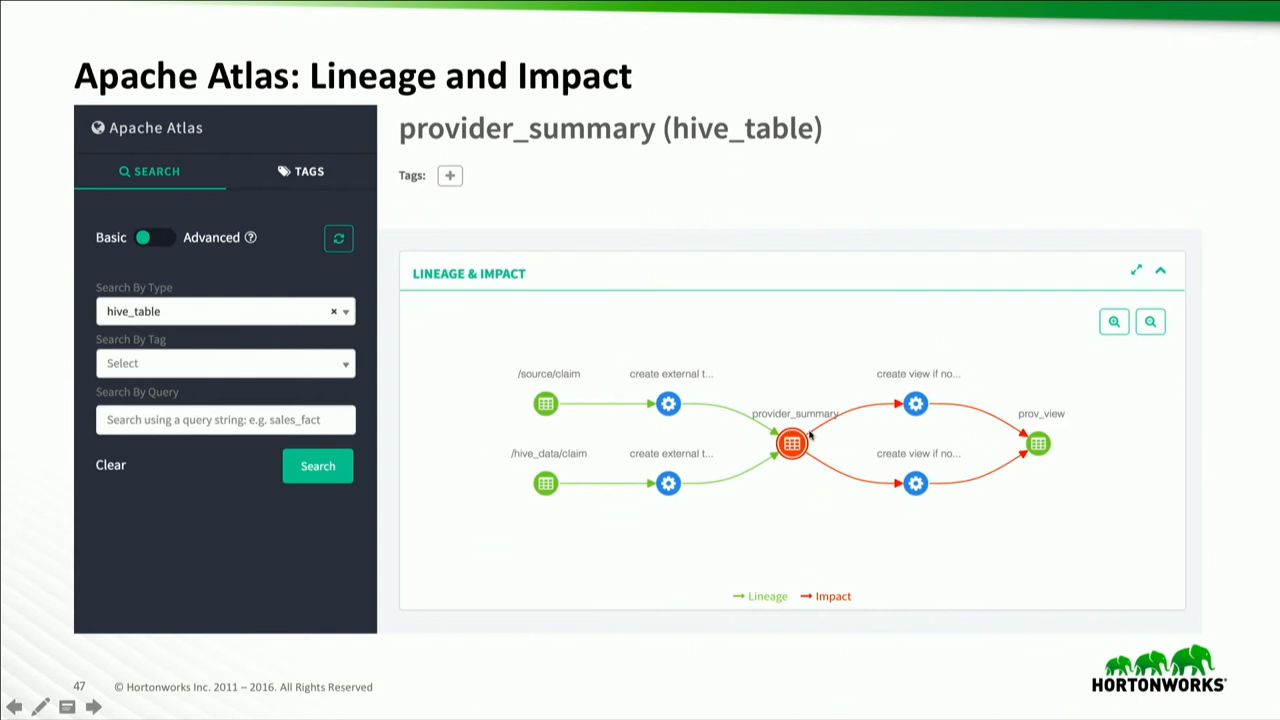 Apache Atlas: Lineage and Impact
Apache Atlas
SEARCH
TAGS
Basic
Advanced
Search By Type
hive_table
×
Search By Tag
Select
Search By Query
Search using a query string: e.g. sales_fact
Clear
Search
provider_summary (hive_table)
Tags:
+
LINEAGE & IMPACT
/source/claim
create external t...
create view if no...
provider_summary
prov_view
/hive_data/claim
create external t...
create view if no...
Lineage
Impact
47
© Hortonworks Inc. 2011 – 2016. All Rights Reserved
HORTONWORKS